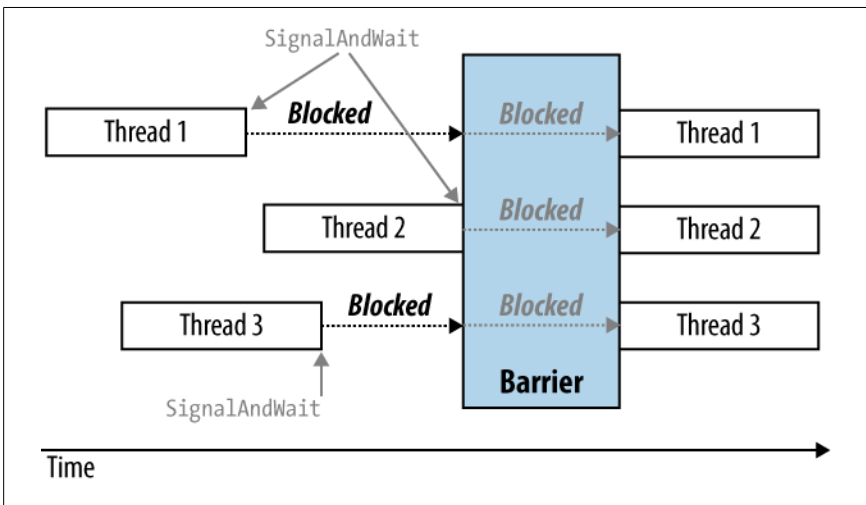 SignalAndWait
Thread 1
Blocked
Blocked
Thread 1
Thread 2
Blocked
Thread 2
Thread 3
Blocked
Blocked
Thread 3
SignalAndWait
Barrier
Time